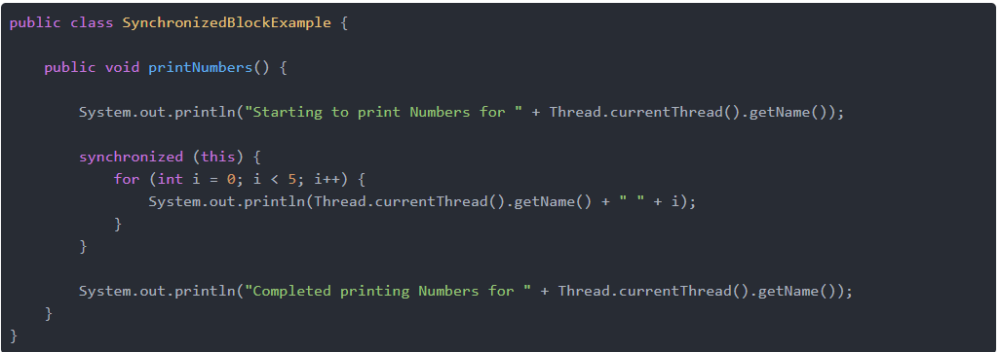 public class SynchronizedBlockExample {
public void printNumbers() {
System.out.println("Starting to print Numbers for " + Thread.currentThread().getName());
synchronized (this) {
for (int i = 0; i < 5; i++) {
System.out.println(Thread.currentThread().getName() + " " + i);
}
}
System.out.println("Completed printing Numbers for " + Thread.currentThread().getName());
}
}